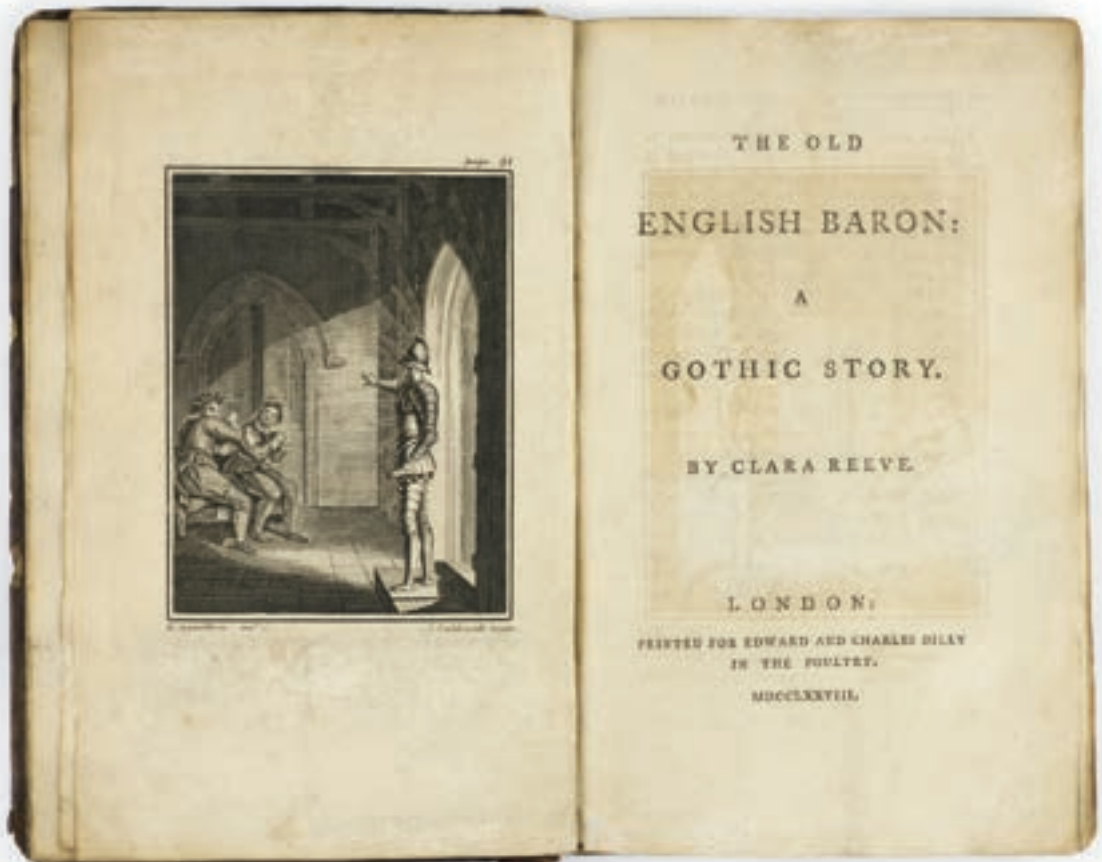 THE OLD
ENGLISH BARON:
A
GOTHIC STORY.
BY CLARA REEVE.
LONDON:
PRINTED FOR EDWARD AND CHARLES DILLY
IN THE POULTRY.
MDCCLXXVIII.